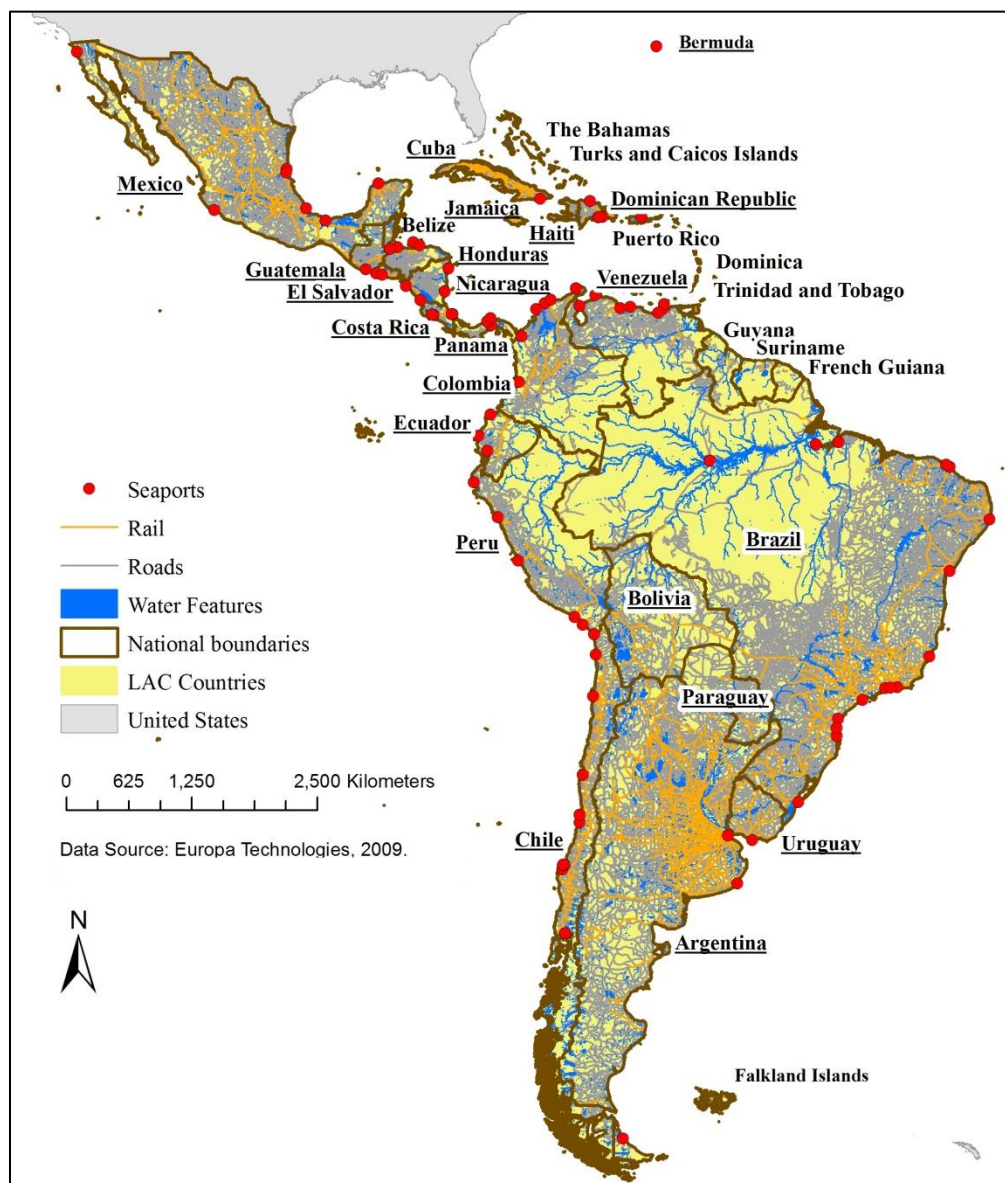 Bermuda
The Bahamas
Turks and Caicos Islands
Cuba
Mexico
Jamaica
Dominican Republic
Haiti
Puerto Rico
Belize
Honduras
Dominica
Guatemala
Nicaragua
Venezuela
El Salvador
Trinidad and Tobago
Costa Rica
Guyana
Panama
Suriname
French Guiana
Colombia
Ecuador
Seaports
Rail
Peru
Brazil
Roads
Water Features
Bolivia
National boundaries
LAC Countries
Paraguay
United States
0 625 1,250 2,500 Kilometers
Chile
Uruguay
Data Source: Europa Technologies, 2009.
N
Argentina
Falkland Islands